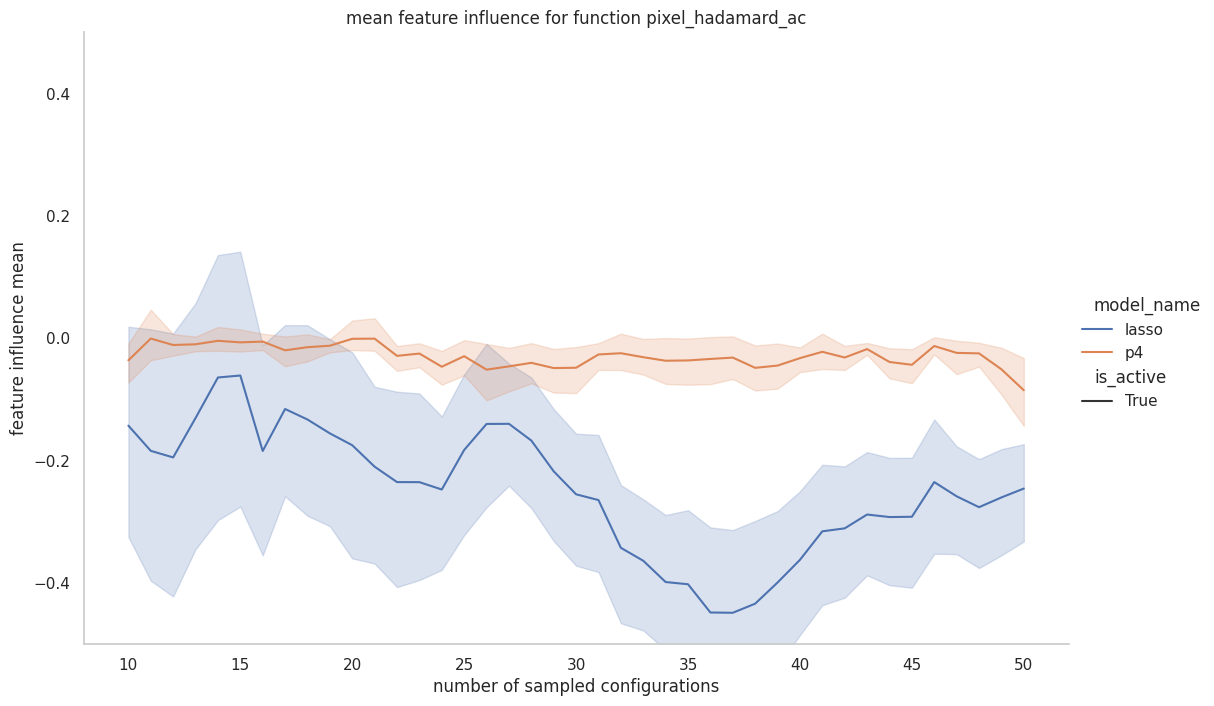 mean feature influence for function pixel_hadamard_ac
feature influence mean
0.4
0.2
0.0
−0.2
−0.4
10
15
20
25
30
35
40
45
50
number of sampled configurations
model_name
lasso
p4
is_active
True